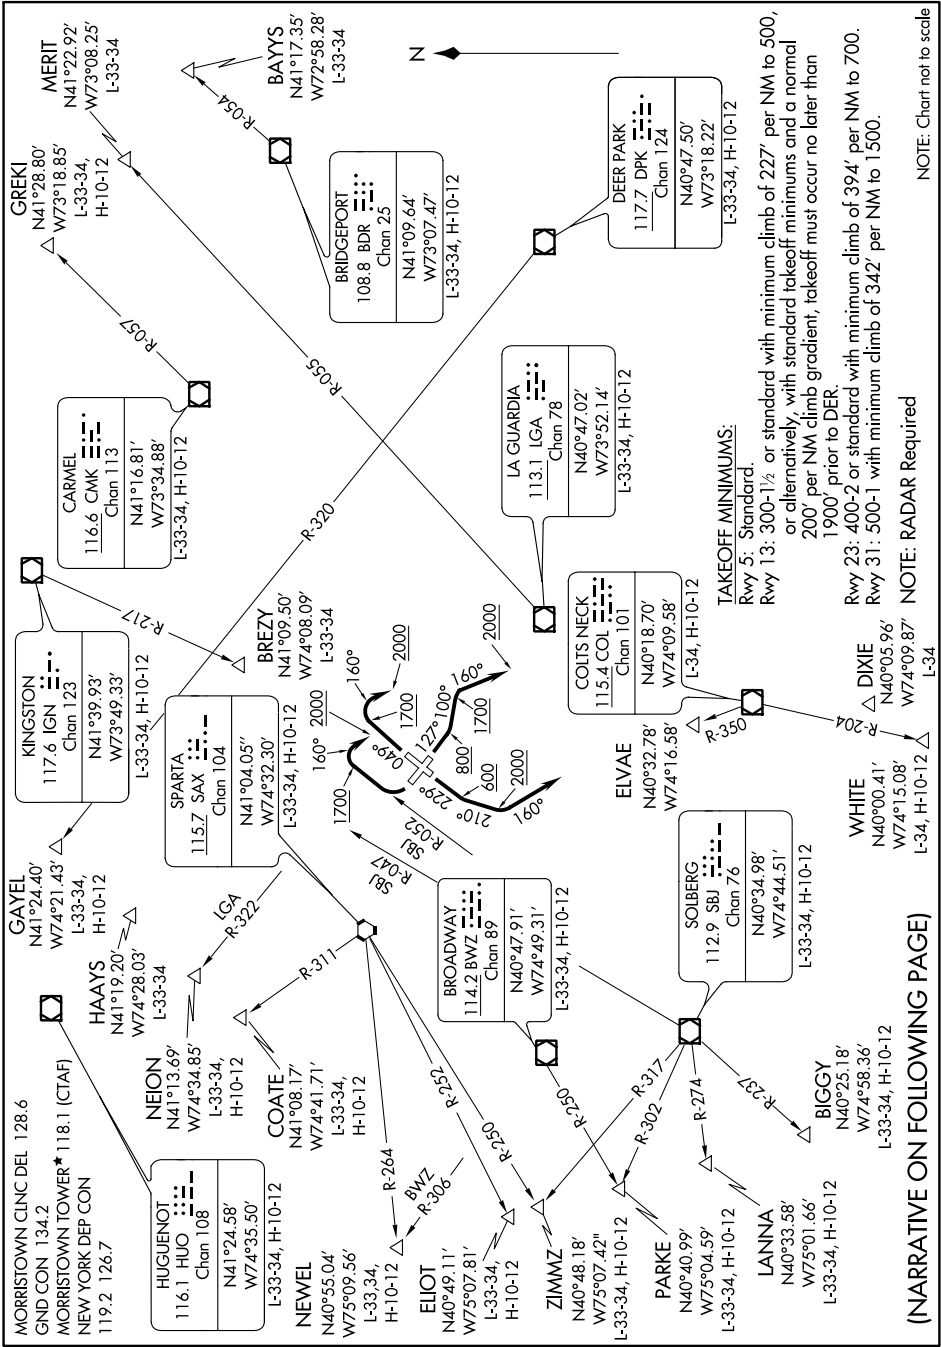 MORRISTOWN CLNC DEL 128.6
GND CON 134.2
MORRISTOWN TOWER★ 118.1 (CTAF)
NEW YORK DEP CON
119.2 126.7
HUGUENOT
116.1 HUO
Chan 108
N41°24.58′
W74°35.50′
L-33-34, H-10-12
HAAYS
N41°19.20′
W74°28.03′
L-33-34
GAYEL
N41°24.40′
W74°21.43′
L-33-34,
H-10-12
KINGSTON
117.6 IGN
Chan 123
N41°39.93′
W73°49.33′
L-33-34, H-10-12
R-217
BREZY
N41°09.50′
W74°08.09′
L-33-34
CARMEL
116.6 CMK
Chan 113
N41°16.81′
W73°34.88′
L-33-34, H-10-12
R-057
GREKI
N41°28.80′
W73°18.85′
L-33-34,
H-10-12
MERIT
N41°22.92′
W73°08.25′
L-33-34
R-055
BAYYS
N41°17.35′
W72°58.28′
L-33-34
R-054
BRIDGEPORT
108.8 BDR
Chan 25
N41°09.64′
W73°07.47′
L-33-34, H-10-12
N
NEION
N41°13.69′
W74°34.85′
L-33-34,
H-10-12
LGA
R-322
COATE
N41°08.17′
W74°41.71′
L-33-34,
H-10-12
R-311
SPARTA
115.7 SAX
Chan 104
N41°04.05″
W74°32.30′
L-33-34, H-10-12
R-320
DEER PARK
117.7 DPK
Chan 124
N40°47.50′
W73°18.22′
L-33-34, H-10-12
LA GUARDIA
113.1 LGA
Chan 78
N40°47.02′
W73°52.14′
L-33-34, H-10-12
NEWEL
N40°55.04′
W75°09.56′
L-33,34,
H-10-12
R-264
BWZ
R-306
ELIOT
N40°49.11′
W75°07.81′
L-33-34,
H-10-12
R-252
R-250
ZIMMZ
N40°48.18′
W75°07.42″
L-33-34, H-10-12
BROADWAY
114.2 BWZ
Chan 89
N40°47.91′
W74°49.31′
L-33-34, H-10-12
R-250
SBJ
R-047
SBJ
R-052
1700
160°
2000
049°
1700
160°
2000
127°
100°
800
1700
160°
2000
229°
600
210°
2000
160°
PARKE
N40°40.99′
W75°04.59′
L-33-34, H-10-12
R-317
R-302
R-274
R-237
LANNA
N40°33.58′
W75°01.66′
L-33-34, H-10-12
BIGGY
N40°25.18′
W74°58.36′
L-33-34, H-10-12
SOLBERG
112.9 SBJ
Chan 76
N40°34.98′
W74°44.51′
L-33-34, H-10-12
ELVAE
N40°32.78′
W74°16.58′
R-350
COLTS NECK
115.4 COL
Chan 101
N40°18.70′
W74°09.58′
L-34, H-10-12
R-204
WHITE
N40°00.41′
W74°15.08′
L-34, H-10-12
DIXIE
N40°05.96′
W74°09.87′
L-34
TAKEOFF MINIMUMS:
Rwy 5: Standard.
Rwy 13: 300-1½ or standard with minimum climb of 227′ per NM to 500,
or alternatively, with standard takeoff minimums and a normal
200′ per NM climb gradient, takeoff must occur no later than
1900′ prior to DER.
Rwy 23: 400-2 or standard with minimum climb of 394′ per NM to 700.
Rwy 31: 500-1 with minimum climb of 342′ per NM to 1500.
NOTE: RADAR Required
NOTE: Chart not to scale
(NARRATIVE ON FOLLOWING PAGE)